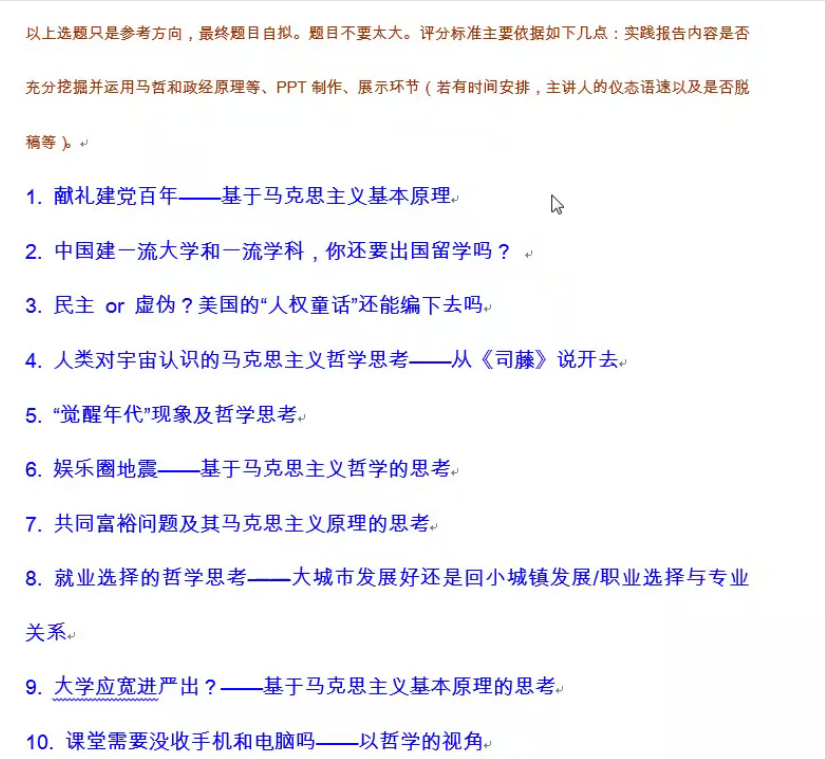 以上选题只是参考方向，最终题目自拟。题目不要太大。评分标准主要依据如下几点：实践报告内容是否
充分挖掘并运用马哲和政经原理等、PPT 制作、展示环节（若有时间安排，主讲人的仪态语速以及是否脱
稿等）。
1. 献礼建党百年——基于马克思主义基本原理
2. 中国建一流大学和一流学科，你还要出国留学吗？
3. 民主 or 虚伪？美国的“人权童话”还能编下去吗
4. 人类对宇宙认识的马克思主义哲学思考——从《司藤》说开去
5. “觉醒年代”现象及哲学思考
6. 娱乐圈地震——基于马克思主义哲学的思考
7. 共同富裕问题及其马克思主义原理的思考
8. 就业选择的哲学思考——大城市发展好还是回小城镇发展/职业选择与专业
关系
9. 大学应宽进严出？——基于马克思主义基本原理的思考
10. 课堂需要没收手机和电脑吗——以哲学的视角